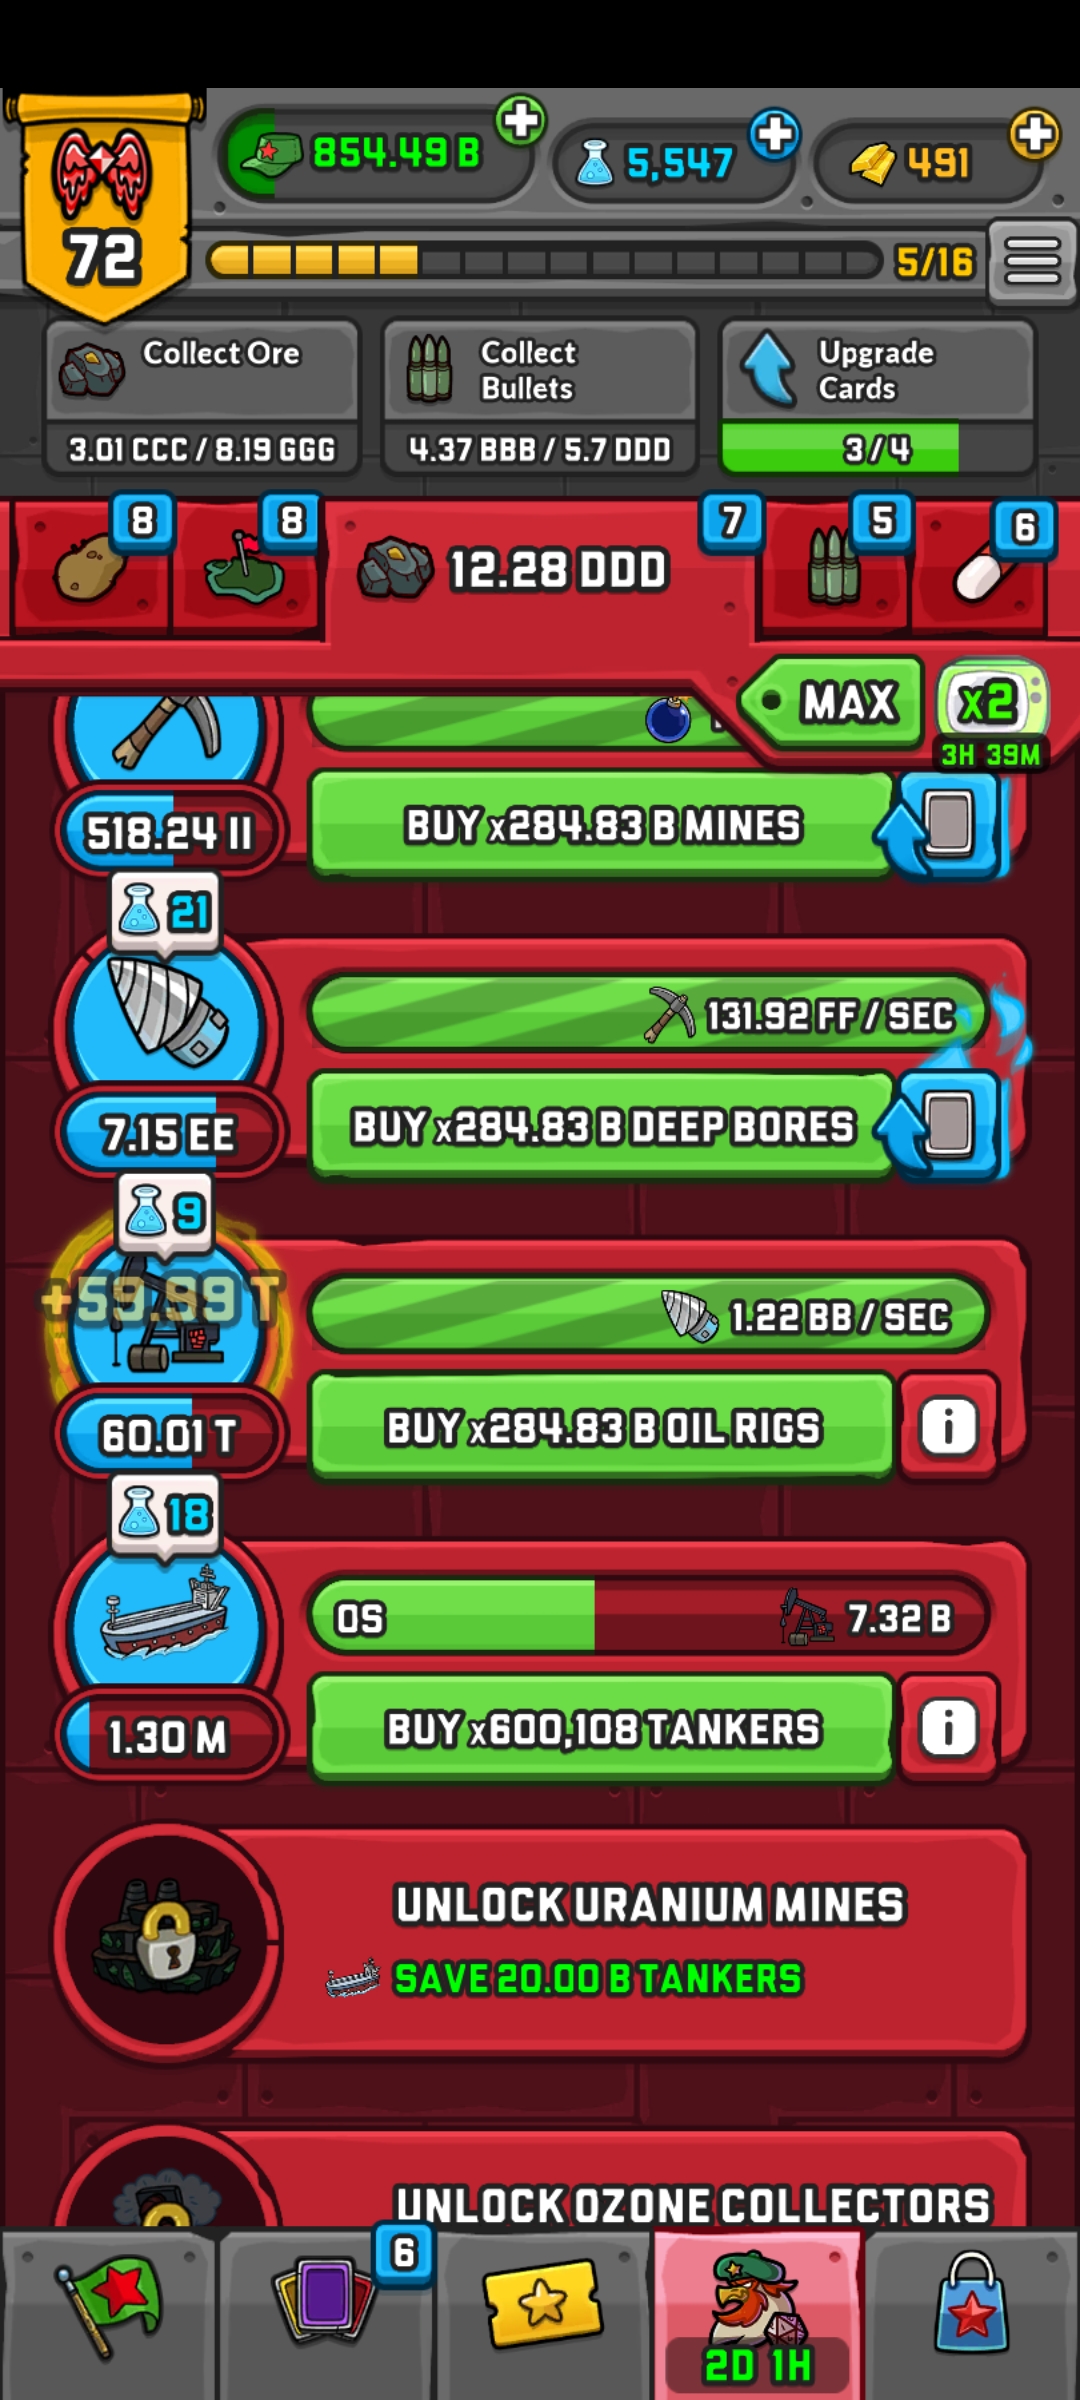 854.49 B
5,547
491
72
5/16
Collect Ore
3.01 CCC / 8.19 GGG
Collect
Bullets
4.37 BBB / 5.7 DDD
Upgrade
Cards
3/4
8
8
12.28 DDD
7
5
6
MAX
x2
3H 39M
518.24 II
BUY x284.83 B MINES
21
131.92 FF / SEC
7.15 EE
BUY x284.83 B DEEP BORES
9
+59.99 T
1.22 BB / SEC
60.01 T
BUY x284.83 B OIL RIGS
i
18
0S
7.32 B
1.30 M
BUY x600,108 TANKERS
i
UNLOCK URANIUM MINES
SAVE 20.00 B TANKERS
UNLOCK OZONE COLLECTORS
6
2D 1H